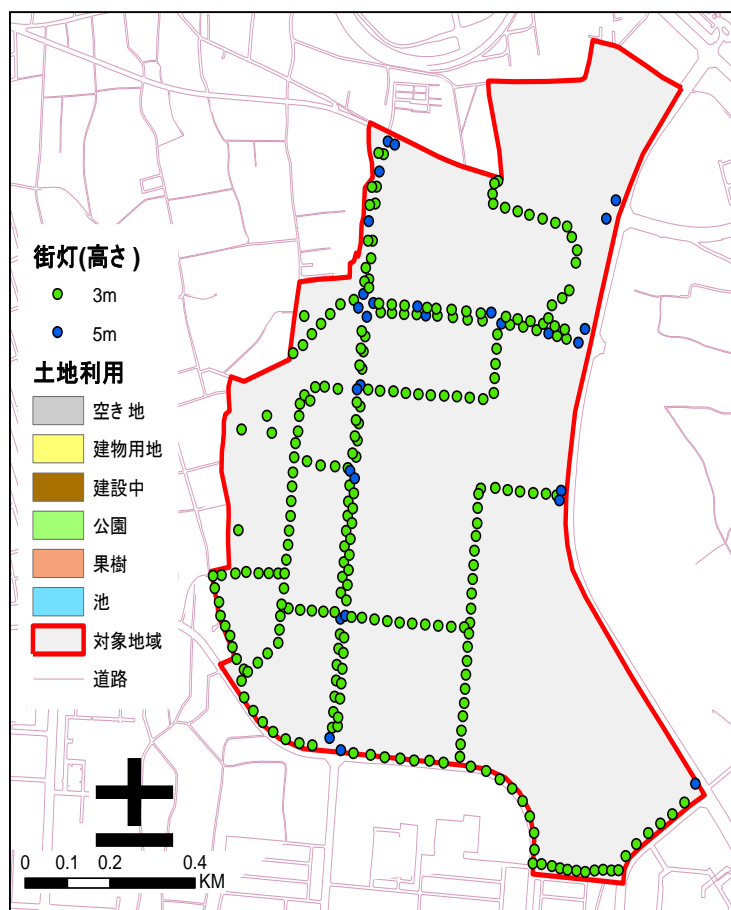 街灯(高さ)
3m
5m
土地利用
空き地
建物用地
建設中
公園
果樹
池
対象地域
道路
0 0.1 0.2 0.4
KM